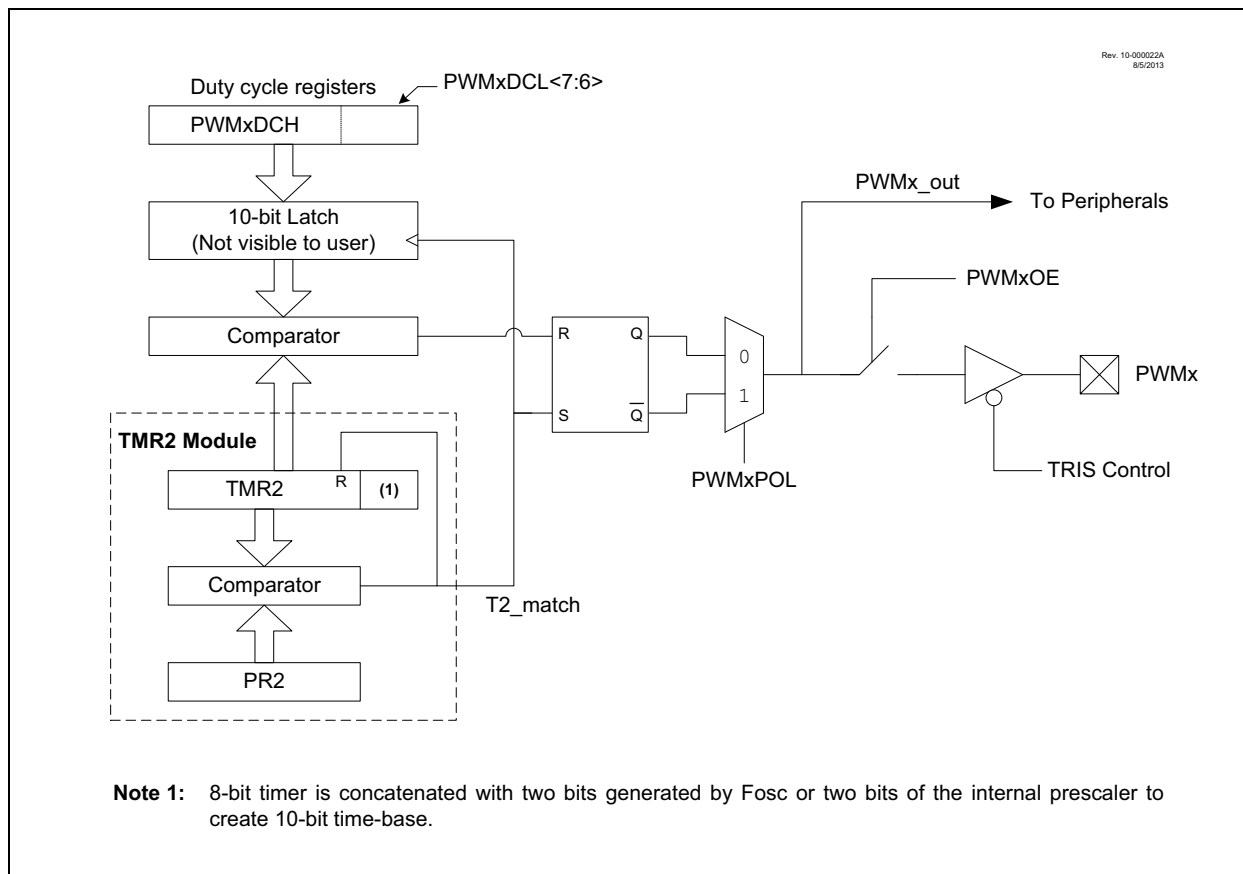 Rev. 10-000022A
8/5/2013
Duty cycle registers
PWMxDCL<7:6>
PWMxDCH
10-bit Latch
(Not visible to user)
Comparator
TMR2 Module
TMR2
R
(1)
Comparator
PR2
T2_match
R
Q
S
Q̅
0
1
PWMxPOL
PWMx_out
To Peripherals
PWMxOE
PWMx
TRIS Control
Note 1: 8-bit timer is concatenated with two bits generated by Fosc or two bits of the internal prescaler to
create 10-bit time-base.